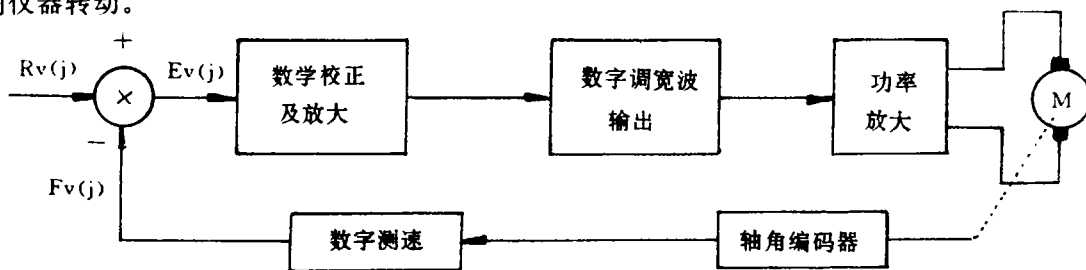 仪器转动。
+
Rv(j)
×
Ev(j)
数学校正
及放大
数字调宽波
输出
功率
放大
M
−
Fv(j)
数字测速
轴角编码器